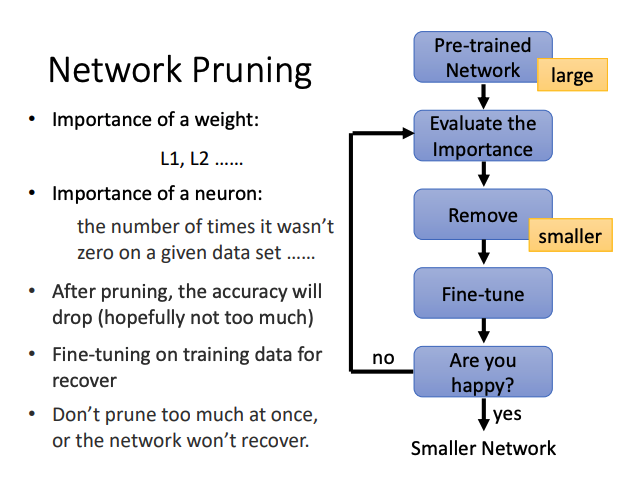 Network Pruning
• Importance of a weight:
L1, L2 ……
• Importance of a neuron:
the number of times it wasn’t
zero on a given data set ……
• After pruning, the accuracy will
drop (hopefully not too much)
• Fine-tuning on training data for
recover
• Don’t prune too much at once,
or the network won’t recover.
Pre-trained
Network
large
Evaluate the
Importance
Remove
smaller
Fine-tune
Are you
happy?
no
yes
Smaller Network